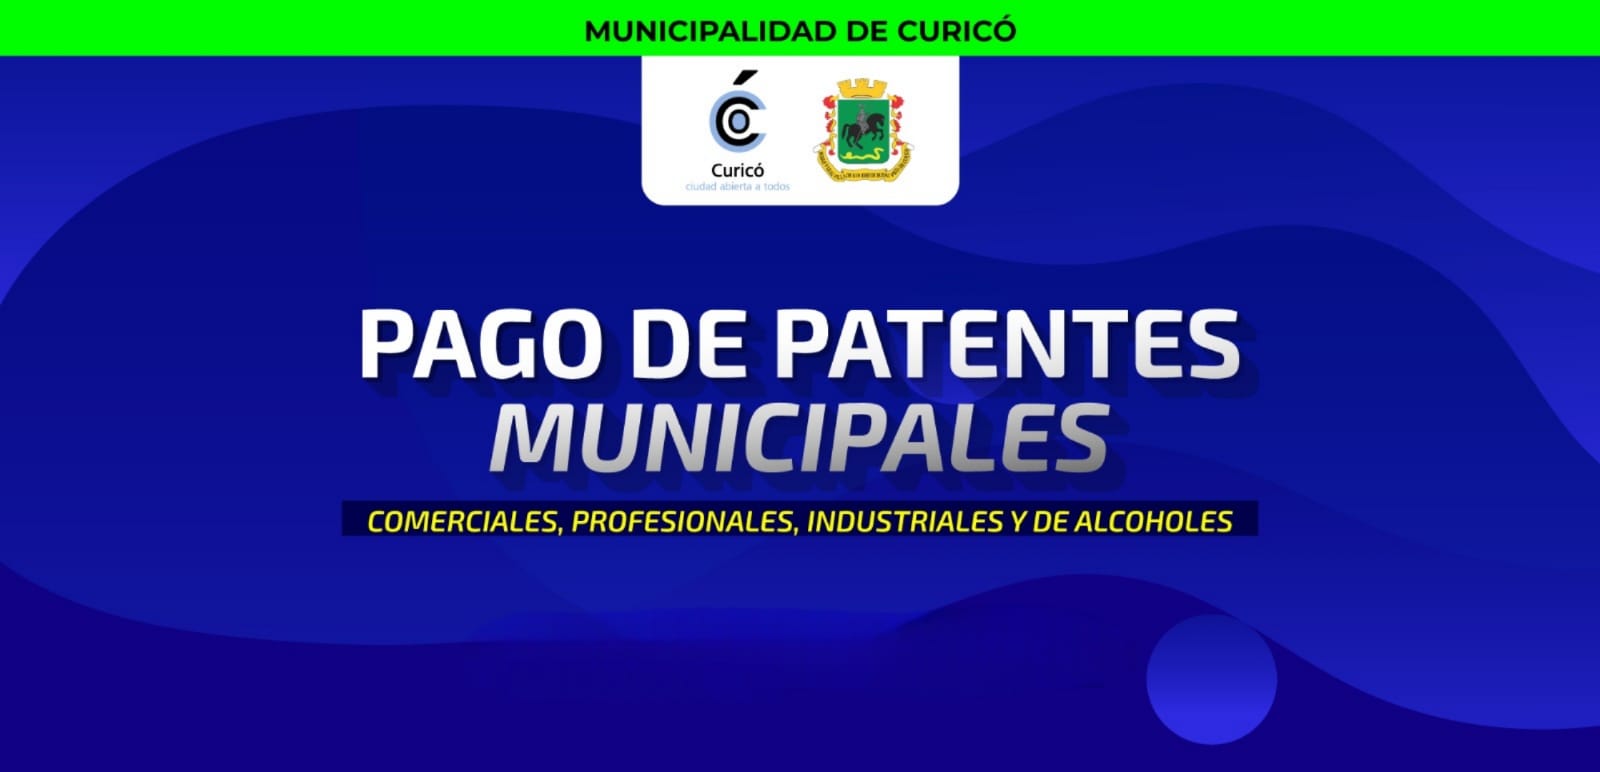 MUNICIPALIDAD DE CURICÓ
Curicó
ciudad abierta a todos
PAGO DE PATENTES
MUNICIPALES
COMERCIALES, PROFESIONALES, INDUSTRIALES Y DE ALCOHOLES